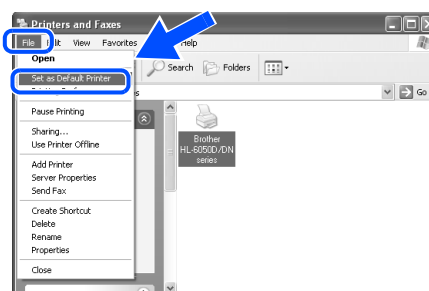 Printers and Faxes
File Edit View Favorites Help
Open
Set as Default Printer
Search Folders
Go
Pause Printing
Sharing...
Use Printer Offline
Add Printer
Server Properties
Send Fax
Create Shortcut
Delete
Rename
Properties
Close
Brother
HL-6050D/DN
series